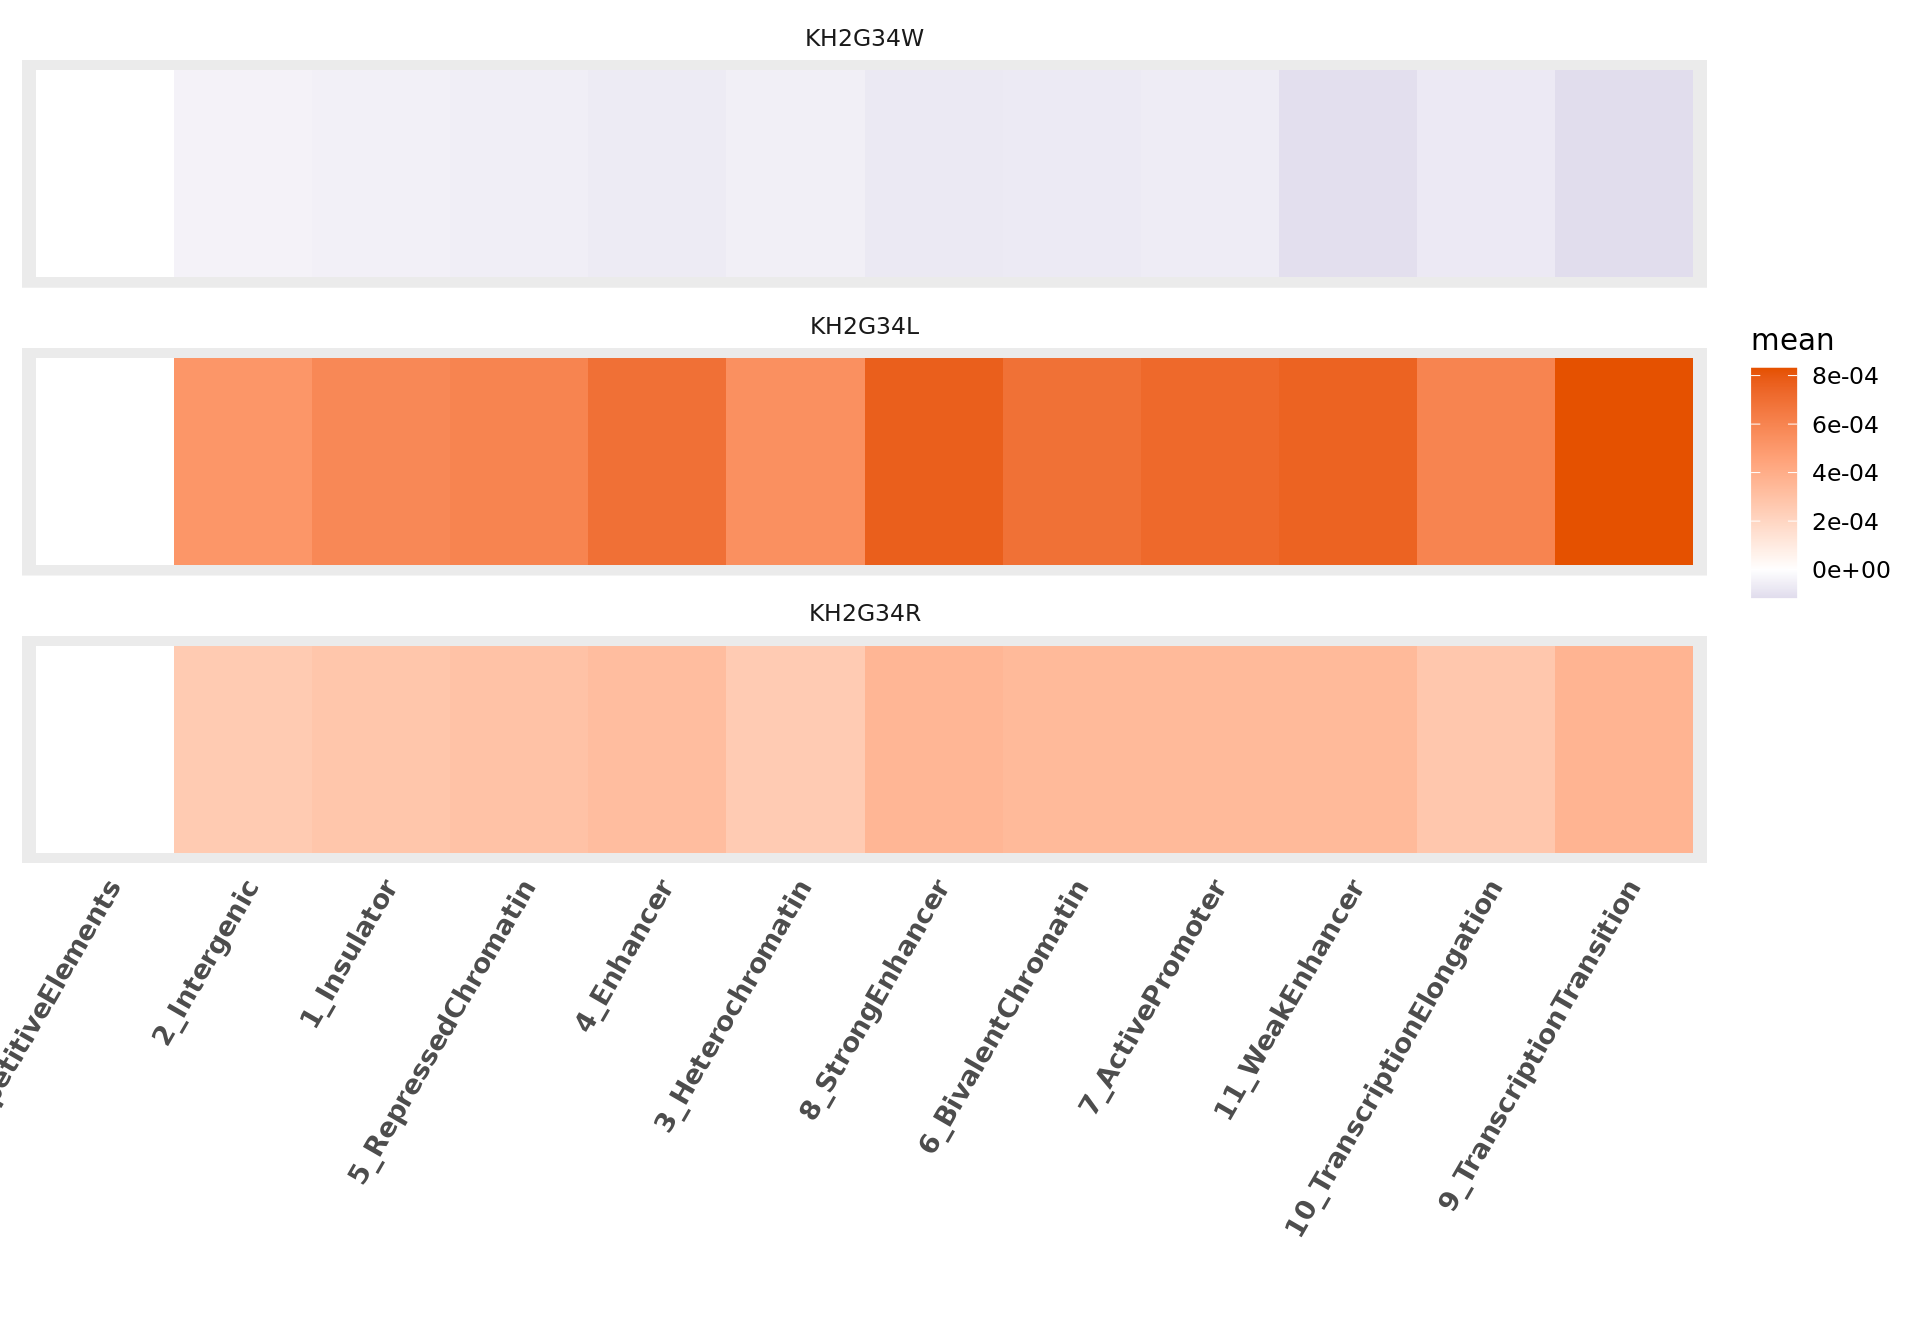 KH2G34W
KH2G34L
mean
8e-04
6e-04
4e-04
2e-04
0e+00
KH2G34R
petitiveElements
2_Intergenic
1_Insulator
5_RepressedChromatin
4_Enhancer
3_Heterochromatin
8_StrongEnhancer
6_BivalentChromatin
7_ActivePromoter
11_WeakEnhancer
10_TranscriptionElongation
9_TranscriptionTransition